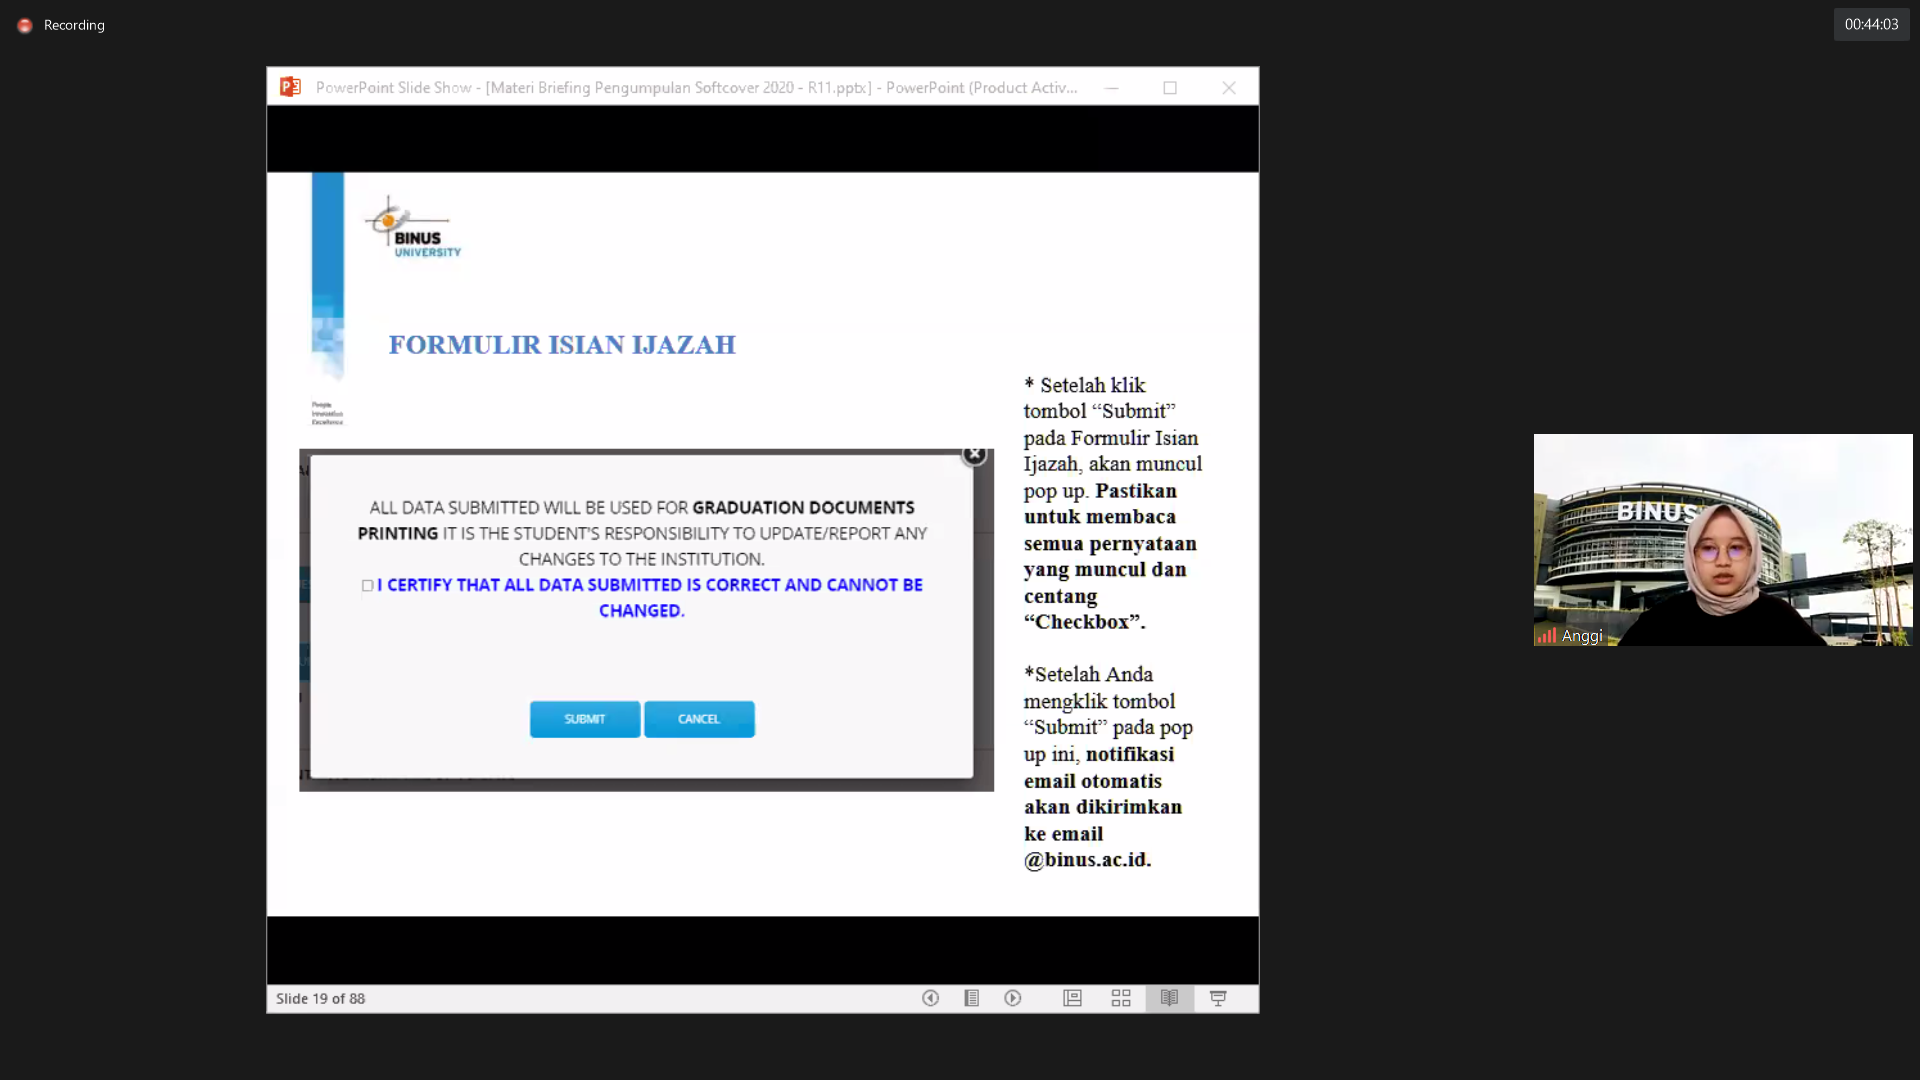 Recording
00:44:03
PowerPoint Slide Show - [Materi Briefing Pengumpulan Softcover 2020 - R11.pptx] - PowerPoint (Product Activ...
BINUS
UNIVERSITY
FORMULIR ISIAN IJAZAH
People
Innovation
Excellence
ALL DATA SUBMITTED WILL BE USED FOR GRADUATION DOCUMENTS
PRINTING IT IS THE STUDENT'S RESPONSIBILITY TO UPDATE/REPORT ANY
CHANGES TO THE INSTITUTION.
I CERTIFY THAT ALL DATA SUBMITTED IS CORRECT AND CANNOT BE
CHANGED.
SUBMIT CANCEL
* Setelah klik
tombol “Submit”
pada Formulir Isian
Ijazah, akan muncul
pop up. Pastikan
untuk membaca
semua pernyataan
yang muncul dan
centang
“Checkbox”.
*Setelah Anda
mengklik tombol
“Submit” pada pop
up ini, notifikasi
email otomatis
akan dikirimkan
ke email
@binus.ac.id.
BINUS
Anggi
Slide 19 of 88